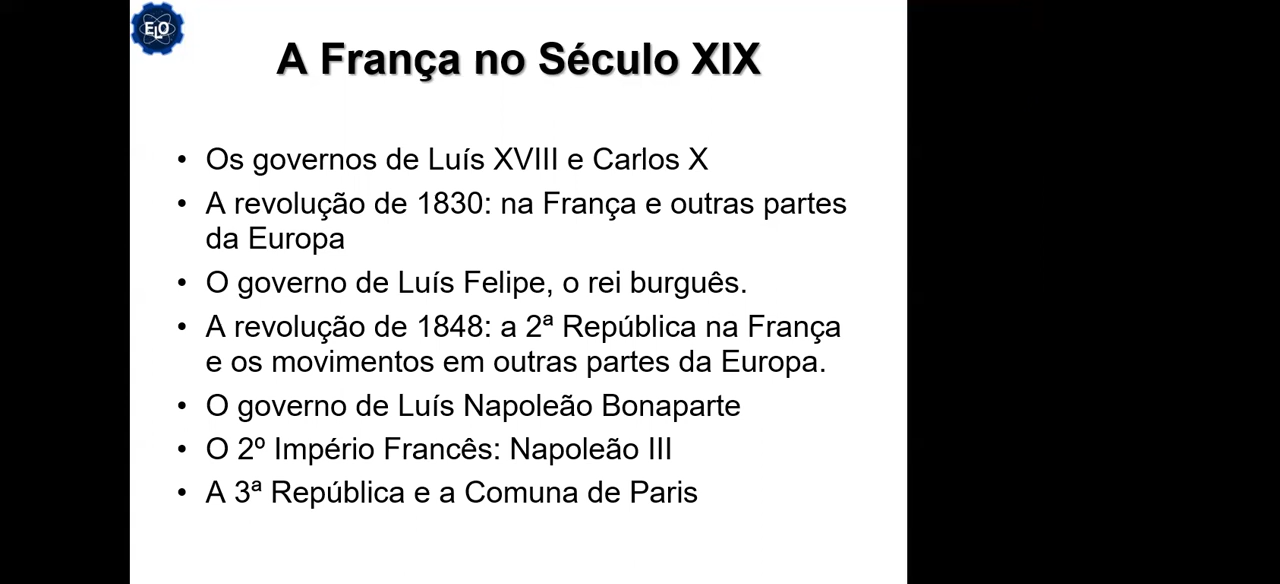 ELO
A França no Século XIX
• Os governos de Luís XVIII e Carlos X
• A revolução de 1830: na França e outras partes
da Europa
• O governo de Luís Felipe, o rei burguês.
• A revolução de 1848: a 2ª República na França
e os movimentos em outras partes da Europa.
• O governo de Luís Napoleão Bonaparte
• O 2º Império Francês: Napoleão III
• A 3ª República e a Comuna de Paris